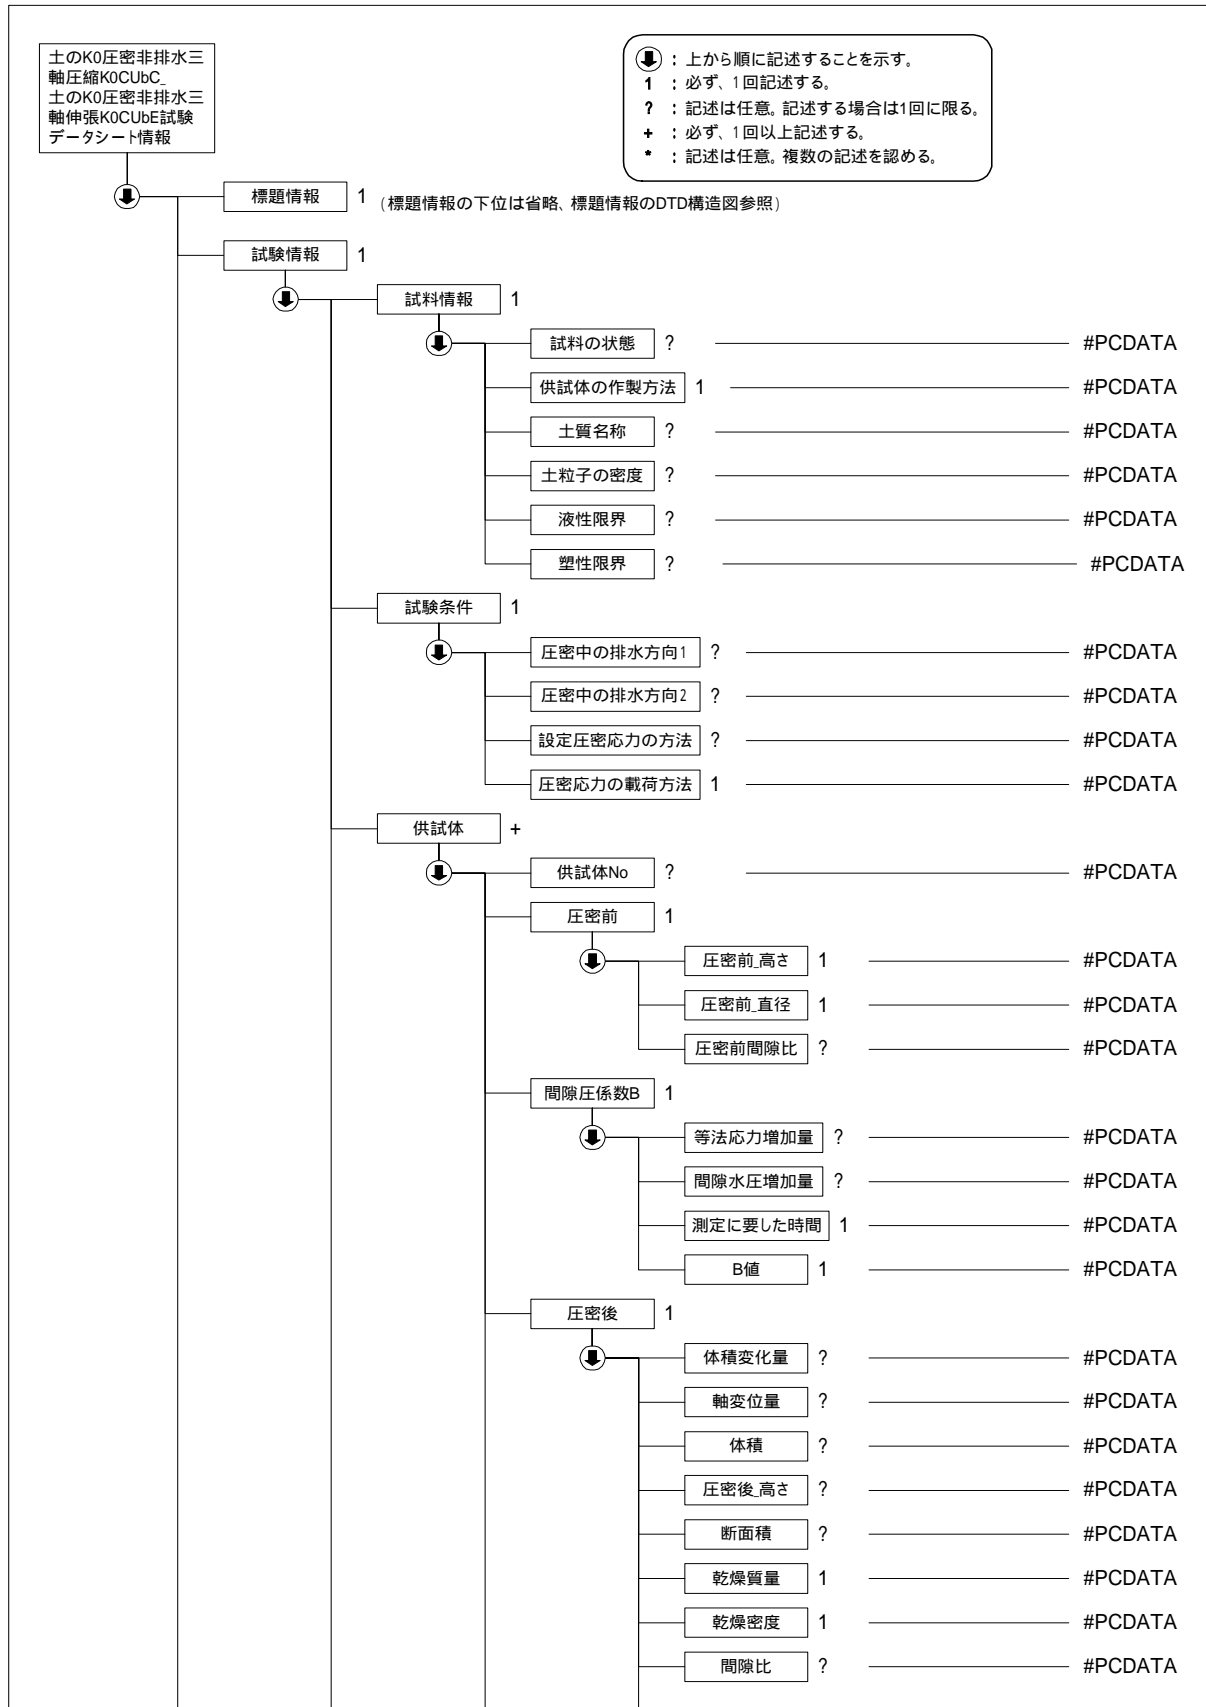 土のK0圧密非排水三
軸圧縮K0CUbC_
土のK0圧密非排水三
軸伸張K0CUbE試験
データシート情報
：上から順に記述することを示す。
1 ：必ず、1回記述する。
? ：記述は任意。記述する場合は1回に限る。
+ ：必ず、1回以上記述する。
* ：記述は任意。複数の記述を認める。
標題情報 1 (標題情報の下位は省略、標題情報のDTD構造図参照)
試験情報 1
試料情報 1
試料の状態 ? #PCDATA
供試体の作製方法 1 #PCDATA
土質名称 ? #PCDATA
土粒子の密度 ? #PCDATA
液性限界 ? #PCDATA
塑性限界 ? #PCDATA
試験条件 1
圧密中の排水方向1 ? #PCDATA
圧密中の排水方向2 ? #PCDATA
設定圧密応力の方法 ? #PCDATA
圧密応力の載荷方法 1 #PCDATA
供試体 +
供試体No ? #PCDATA
圧密前 1
圧密前_高さ 1 #PCDATA
圧密前_直径 1 #PCDATA
圧密前間隙比 ? #PCDATA
間隙圧係数B 1
等法応力増加量 ? #PCDATA
間隙水圧増加量 ? #PCDATA
測定に要した時間 1 #PCDATA
B値 1 #PCDATA
圧密後 1
体積変化量 ? #PCDATA
軸変位量 ? #PCDATA
体積 ? #PCDATA
圧密後_高さ ? #PCDATA
断面積 ? #PCDATA
乾燥質量 1 #PCDATA
乾燥密度 1 #PCDATA
間隙比 ? #PCDATA